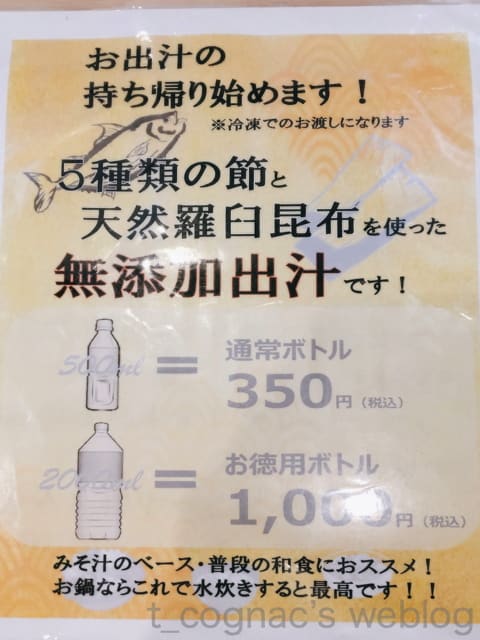 お出汁の
持ち帰り始めます！
※冷凍でのお渡しになります
5種類の節と
天然羅臼昆布を使った
無添加出汁です！
500ml = 通常ボトル
350円（税込）
2000ml = お徳用ボトル
1,000円（税込）
みそ汁のベース・普段の和食におススメ！
お鍋ならこれで水炊きすると最高です！！
t_cognac's weblog